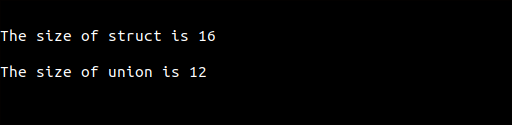 The size of struct is 16
The size of union is 12